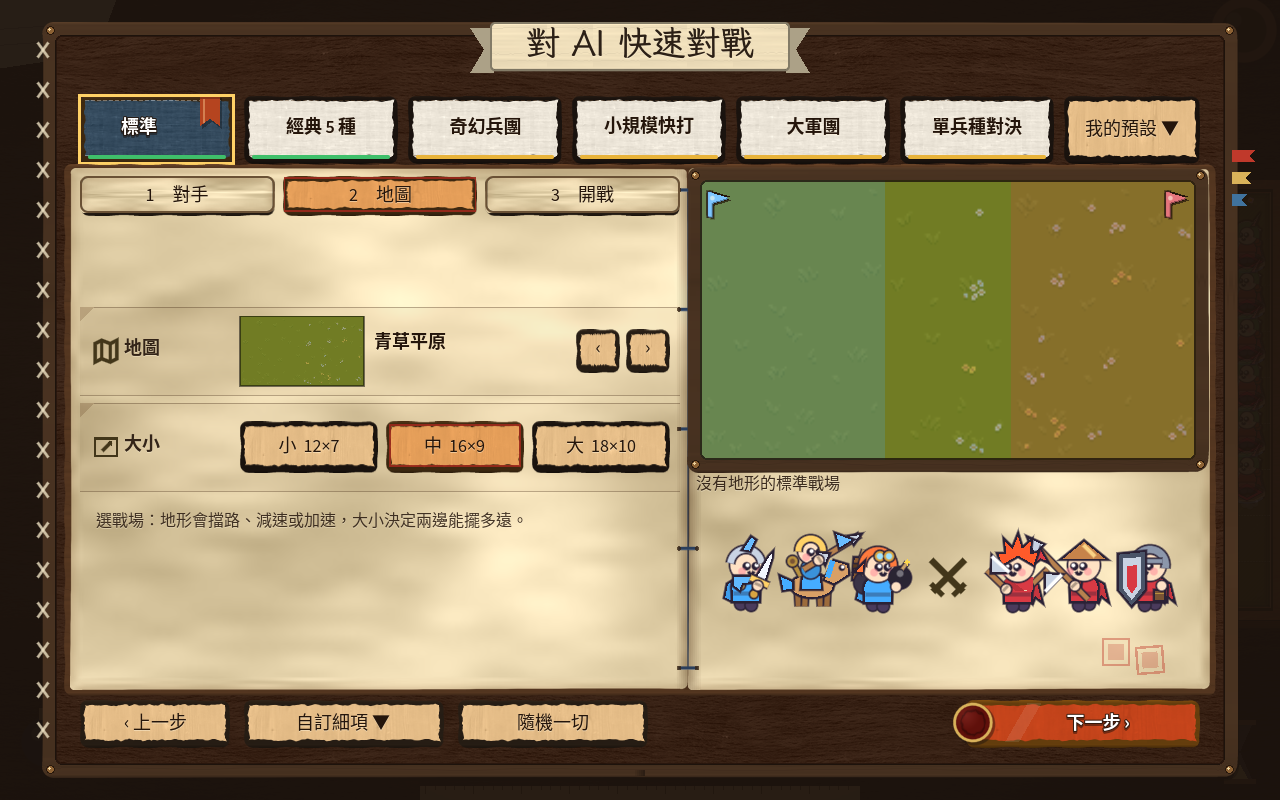 對 AI 快速對戰
標準
經典 5 種
奇幻兵團
小規模快打
大軍團
單兵種對決
我的預設 ▼
1 對手
2 地圖
3 開戰
地圖
青草平原
‹
›
大小
小 12×7
中 16×9
大 18×10
選戰場：地形會擋路、減速或加速，大小決定兩邊能擺多遠。
沒有地形的標準戰場
‹ 上一步
自訂細項 ▼
隨機一切
下一步 ›